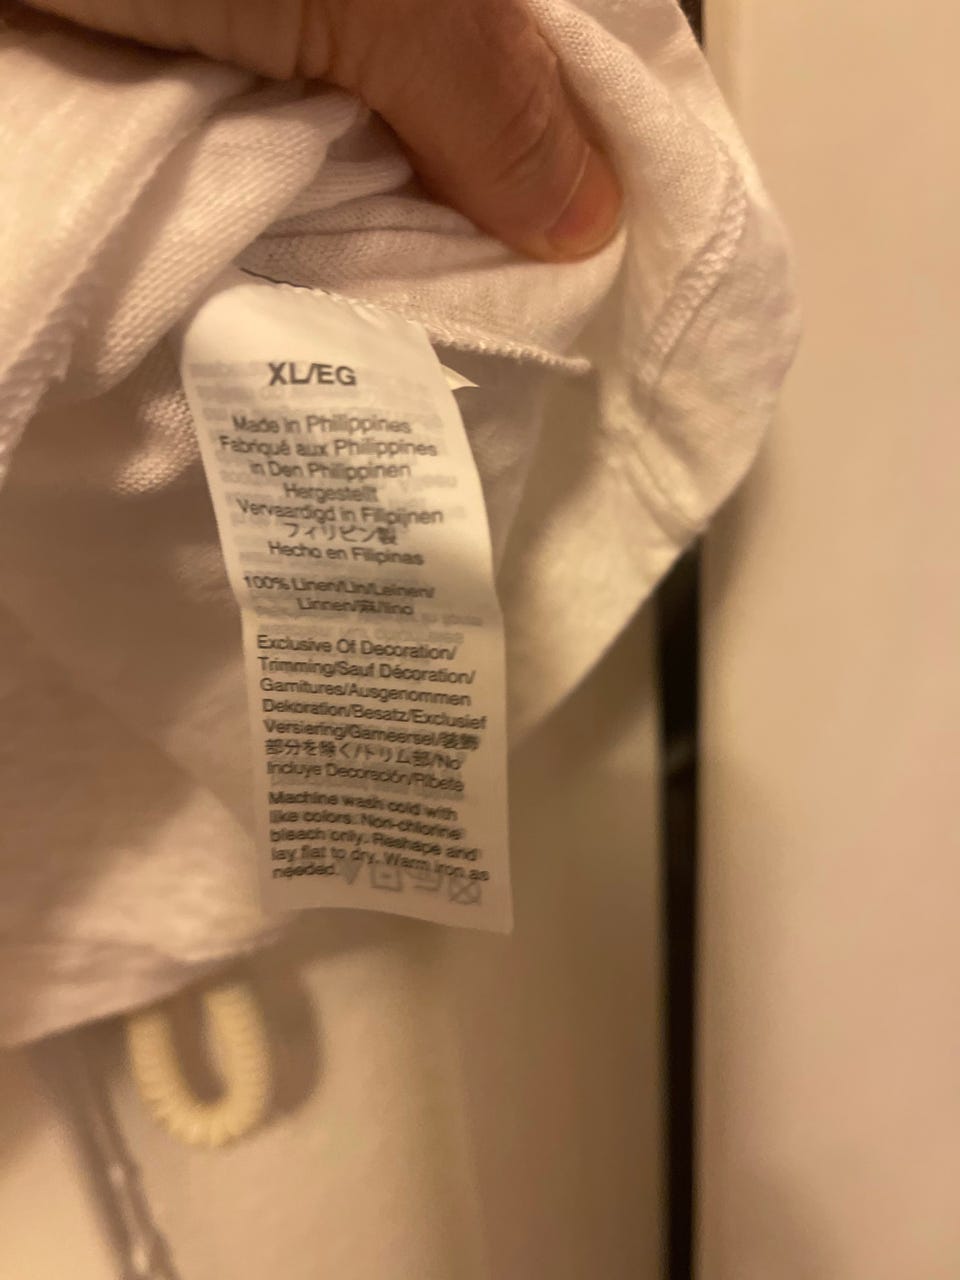 XL/EG
Made in Philippines
Fabriqué aux Philippines
in Den Philippinen
Hergestellt
Vervaardigd in Filipijnen
フィリピン製
Hecho en Filipinas
100% Linen/Lin/Leinen/
Linnen/麻/lino
Exclusive Of Decoration/
Trimming/Sauf Décoration/
Garnitures/Ausgenommen
Dekoration/Besatz/Exclusief
Versiering/Garneersel/装飾
部分を除く/トリム部/No
Incluye Decoración/Ribete
Machine wash cold with
like colors. Non-chlorine
bleach only. Reshape and
lay flat to dry. Warm iron as
needed.